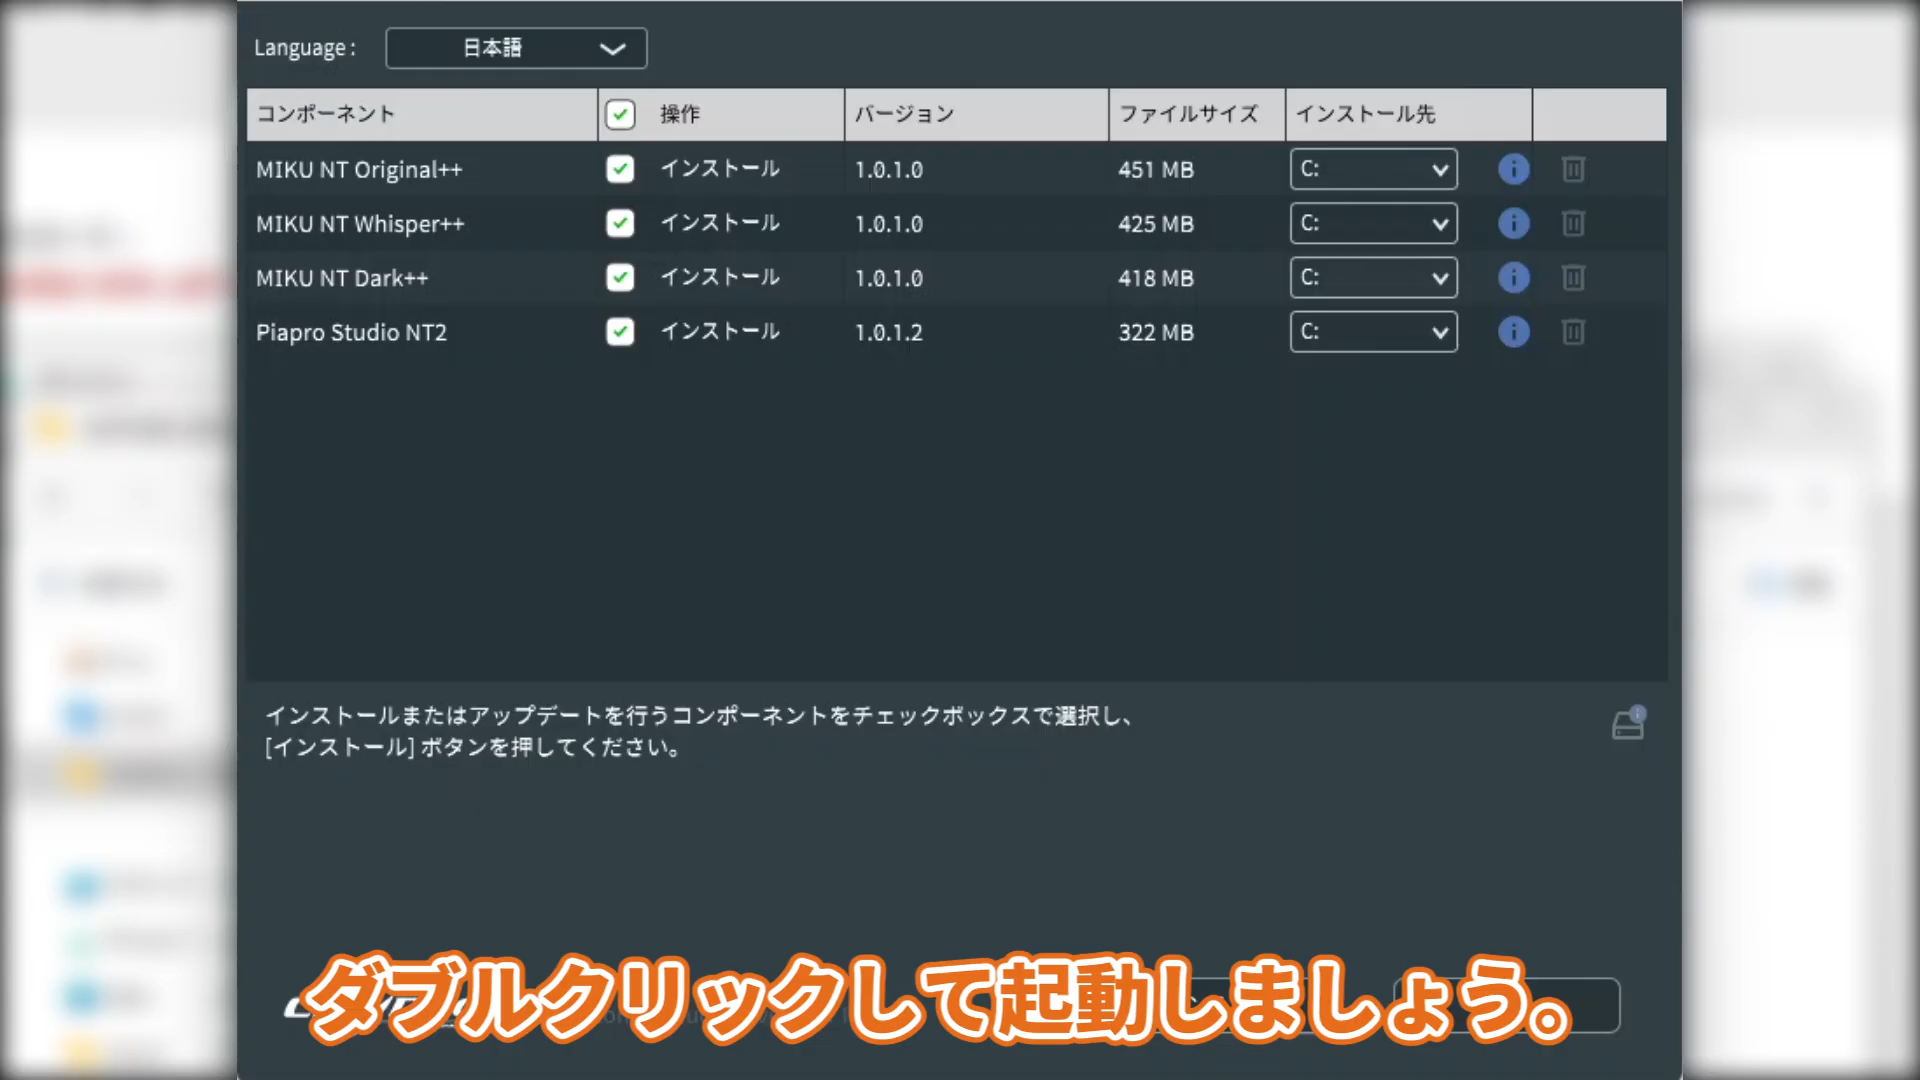 Language :
日本語
コンポーネント 操作 バージョン ファイルサイズ インストール先
MIKU NT Original++ インストール 1.0.1.0 451 MB C:
MIKU NT Whisper++ インストール 1.0.1.0 425 MB C:
MIKU NT Dark++ インストール 1.0.1.0 418 MB C:
Piapro Studio NT2 インストール 1.0.1.2 322 MB C:
インストールまたはアップデートを行うコンポーネントをチェックボックスで選択し、
[インストール] ボタンを押してください。
ダブルクリックして起動しましょう。